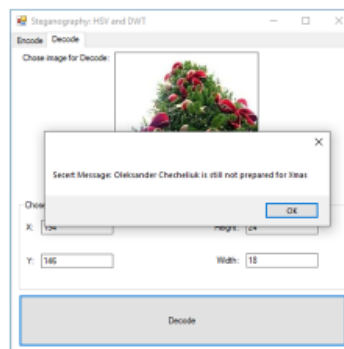 Steganography: HSV and DWT
Encode Decode
Chose image for Decode:
Secert Message: Oleksander Checheliuk is still not prepared for Xmas
OK
Chose
X: 154 Height: 24
Y: 146 Width: 18
Decode